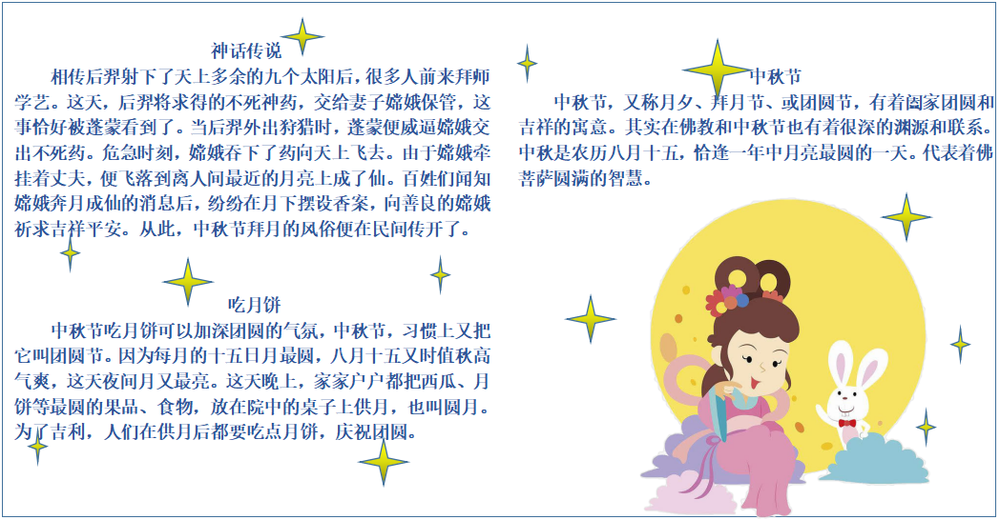 神话传说
相传后羿射下了天上多余的九个太阳后，很多人前来拜师
学艺。这天，后羿将求得的不死神药，交给妻子嫦娥保管，这
事恰好被蓬蒙看到了。当后羿外出狩猎时，蓬蒙便威逼嫦娥交
出不死药。危急时刻，嫦娥吞下了药向天上飞去。由于嫦娥牵
挂着丈夫，便飞落到离人间最近的月亮上成了仙。百姓们闻知
嫦娥奔月成仙的消息后，纷纷在月下摆设香案，向善良的嫦娥
祈求吉祥平安。从此，中秋节拜月的风俗便在民间传开了。
吃月饼
中秋节吃月饼可以加深团圆的气氛，中秋节，习惯上又把
它叫团圆节。因为每月的十五日月最圆，八月十五又时值秋高
气爽，这天夜间月又最亮。这天晚上，家家户户都把西瓜、月
饼等最圆的果品、食物，放在院中的桌子上供月，也叫圆月。
为了吉利，人们在供月后都要吃点月饼，庆祝团圆。
中秋节
中秋节，又称月夕、拜月节、或团圆节，有着阖家团圆和
吉祥的寓意。其实在佛教和中秋节也有着很深的渊源和联系。
中秋是农历八月十五，恰逢一年中月亮最圆的一天。代表着佛
菩萨圆满的智慧。